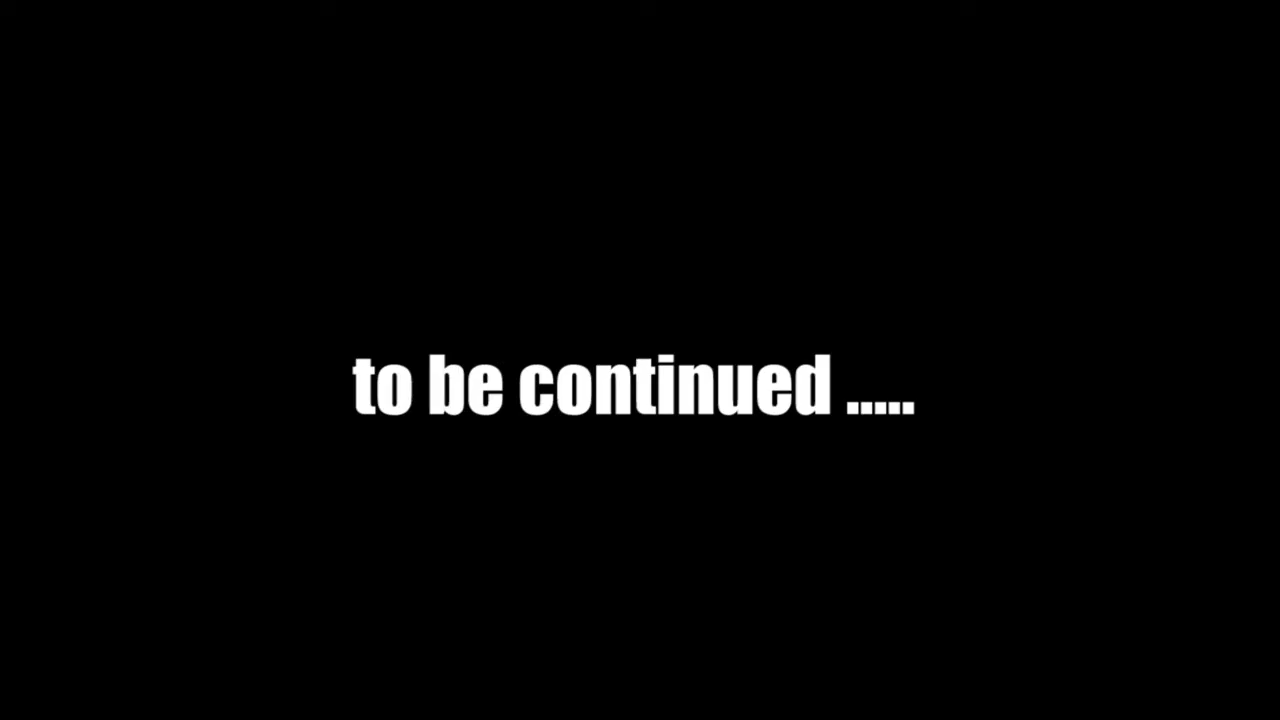 to be continued .....